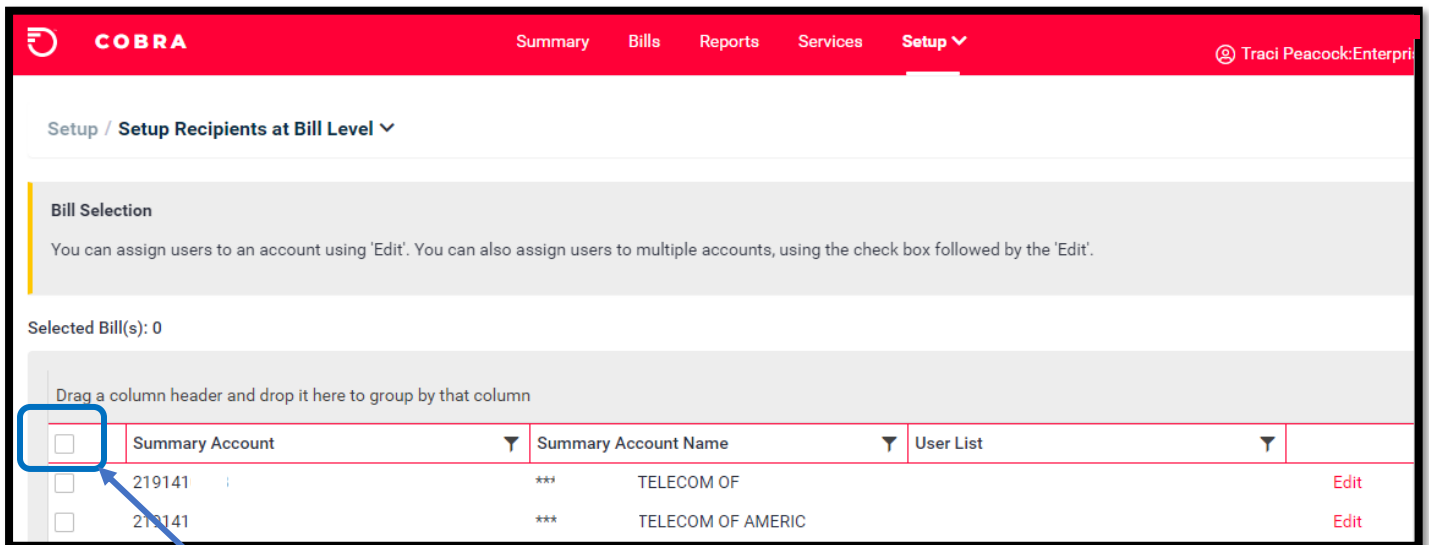 COBRA Summary Bills Reports Services Setup Traci Peacock:Enterpris
Setup / Setup Recipients at Bill Level
Bill Selection
You can assign users to an account using 'Edit'. You can also assign users to multiple accounts, using the check box followed by the 'Edit'.
Selected Bill(s): 0
Drag a column header and drop it here to group by that column
Summary Account Summary Account Name User List
219141 *** TELECOM OF Edit
219141 *** TELECOM OF AMERIC Edit